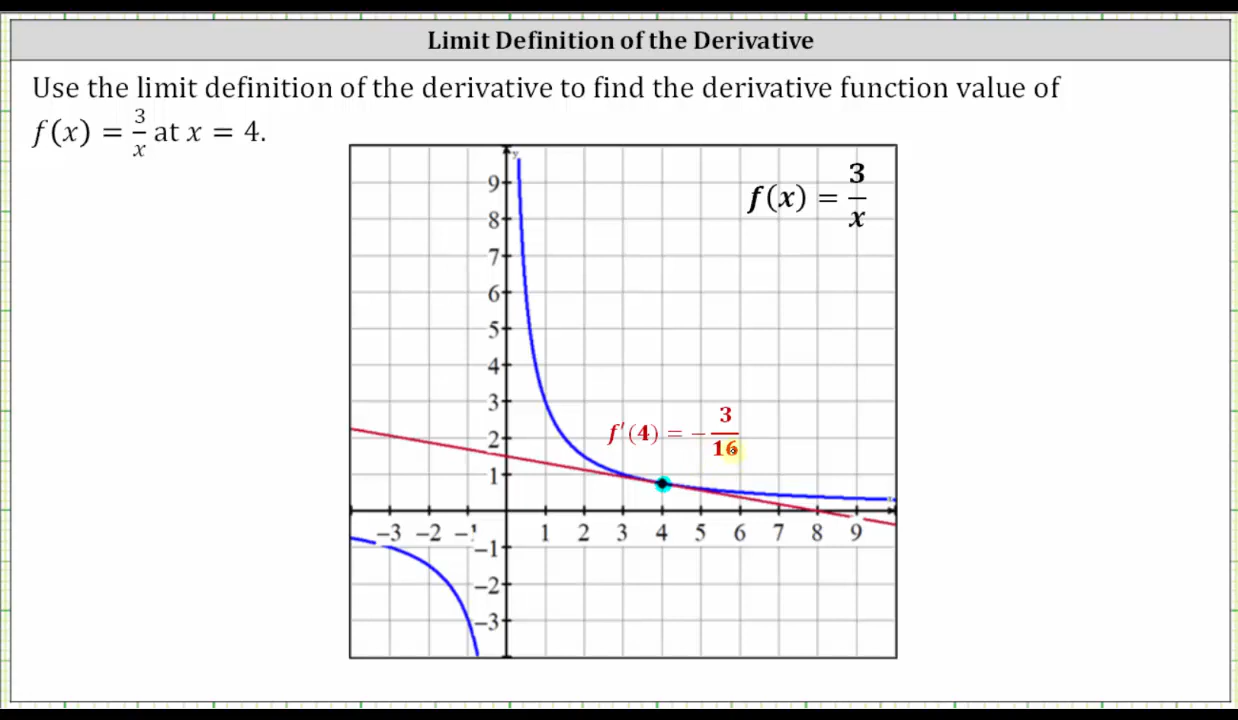 Limit Definition of the Derivative
Use the limit definition of the derivative to find the derivative function value of
f(x) = 3/x at x = 4.
y
f(x) = 3/x
9
8
7
6
5
4
3
2
1
f′(4) = −3/16
x
−3 −2 −1 1 2 3 4 5 6 7 8 9
−1
−2
−3